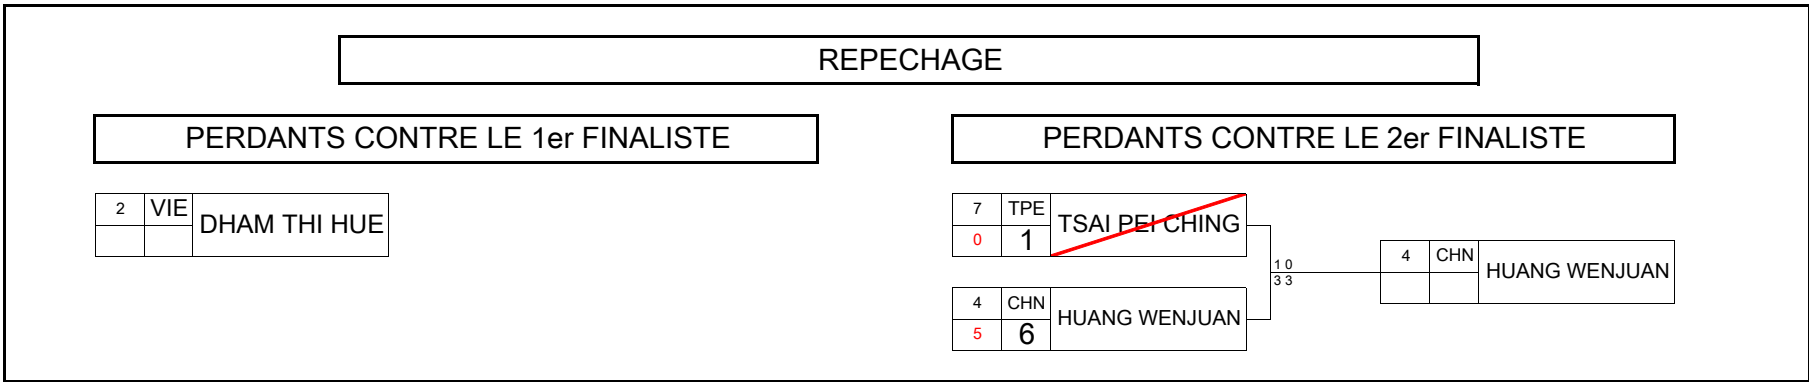 REPECHAGE
PERDANTS CONTRE LE 1er FINALISTE
PERDANTS CONTRE LE 2er FINALISTE
2 VIE DHAM THI HUE
7 TPE TSAI PEI CHING
0 1
1 0
3 3
4 CHN HUANG WENJUAN
5 6
4 CHN HUANG WENJUAN